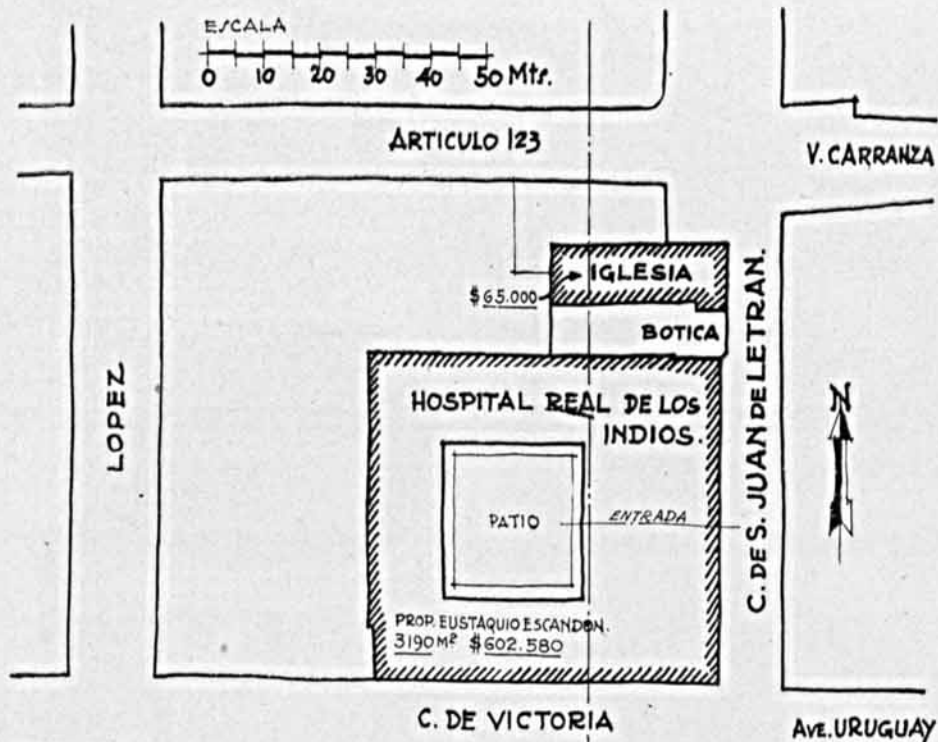 ESCALA
0 10 20 30 40 50 Mts.
ARTICULO 123
V. CARRANZA
IGLESIA
$65.000
BOTICA
LOPEZ
C. DE S. JUAN DE LETRAN.
HOSPITAL REAL DE LOS
INDIOS.
N
PATIO
ENTRADA
PROP. EUSTAQUIO ESCANDON.
3190 M² $602.580
C. DE VICTORIA
AVE. URUGUAY